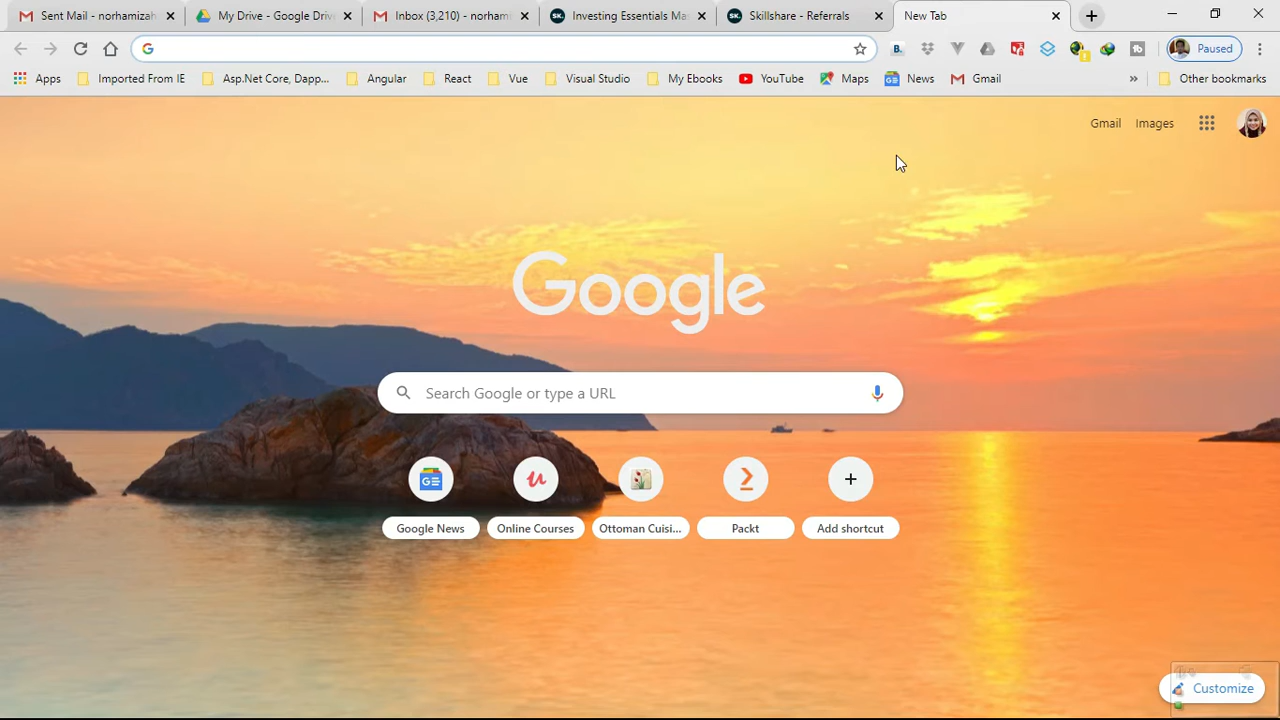 Sent Mail - norhamizah
My Drive - Google Driv
Inbox (3,210) - norham
Investing Essentials Ma
Skillshare - Referrals
New Tab
Paused
Apps
Imported From IE
Asp.Net Core, Dapp...
Angular
React
Vue
Visual Studio
My Ebook
YouTube
Maps
News
Gmail
»
Other bookmarks
Gmail
Images
Google
Search Google or type a URL
Google News
Online Courses
Ottoman Cuisi...
Packt
Add shortcut
Customize